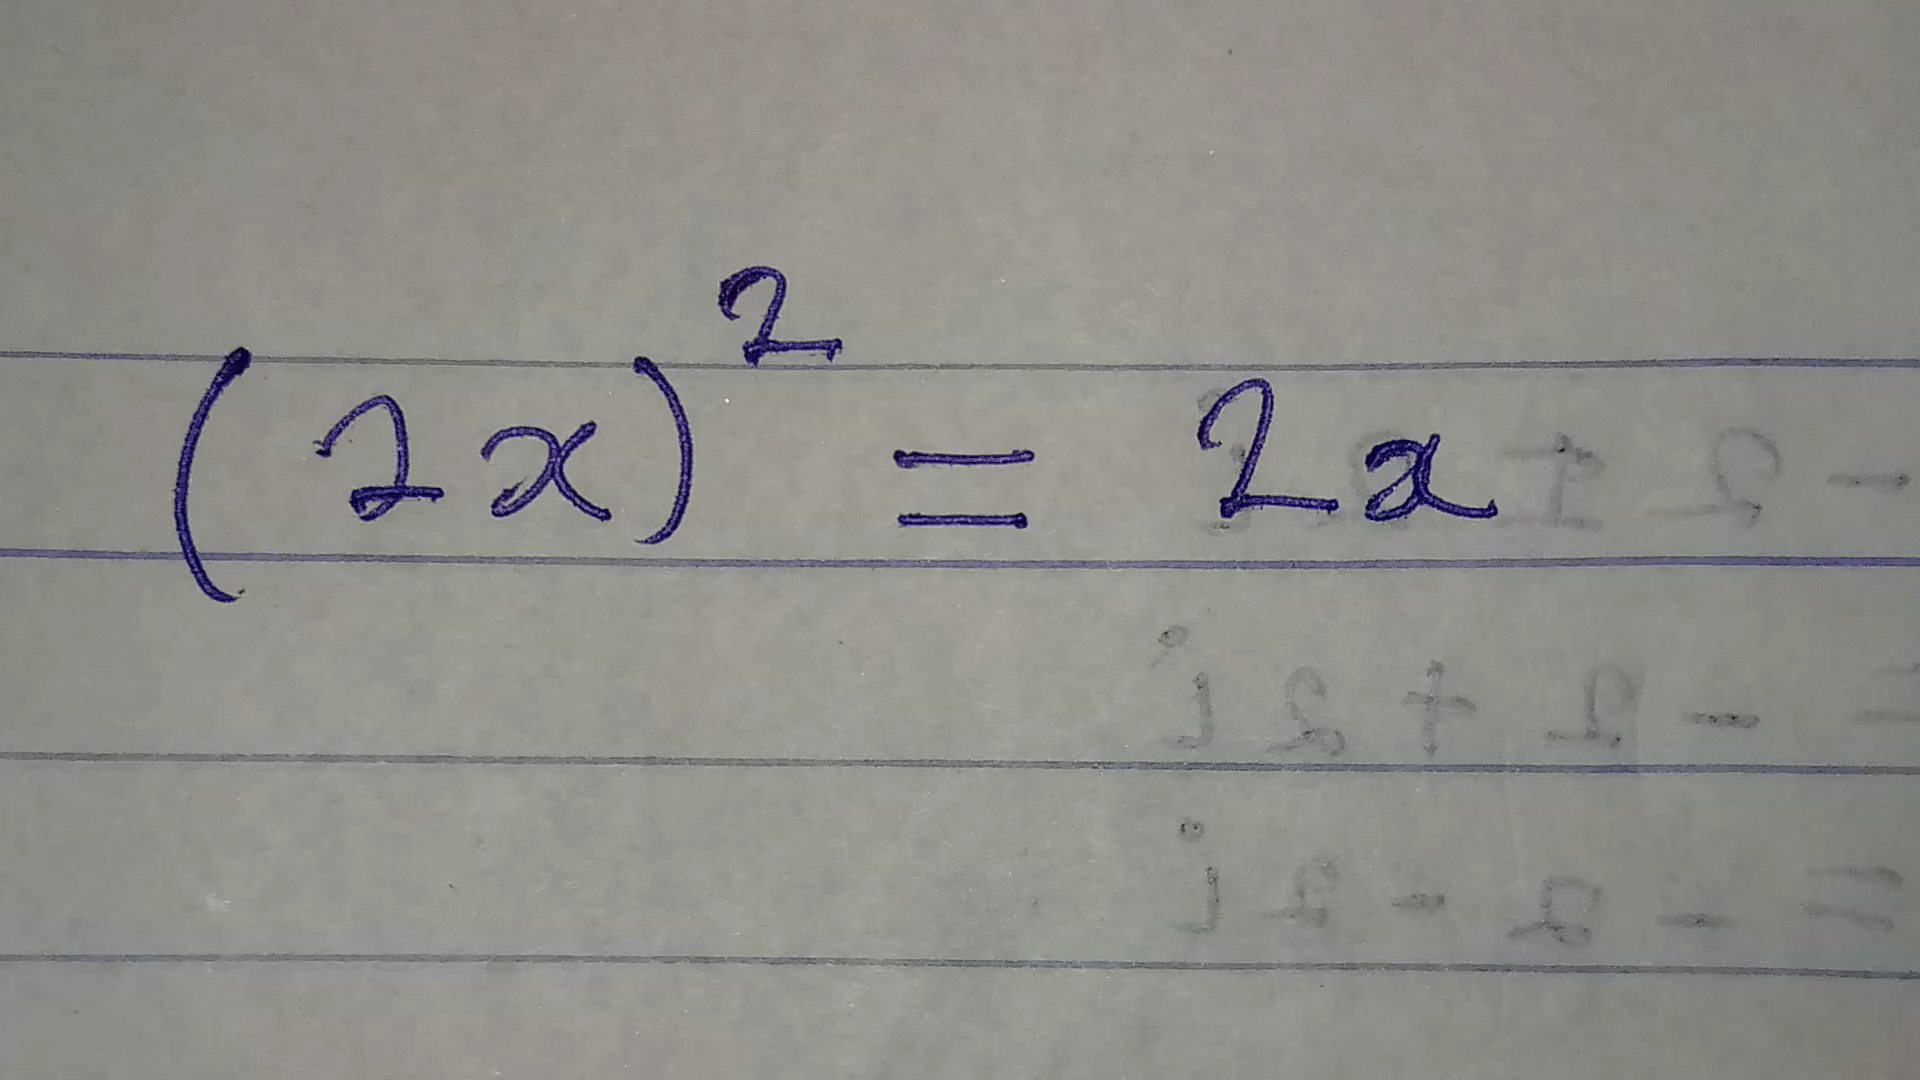 (2x)² = 2x